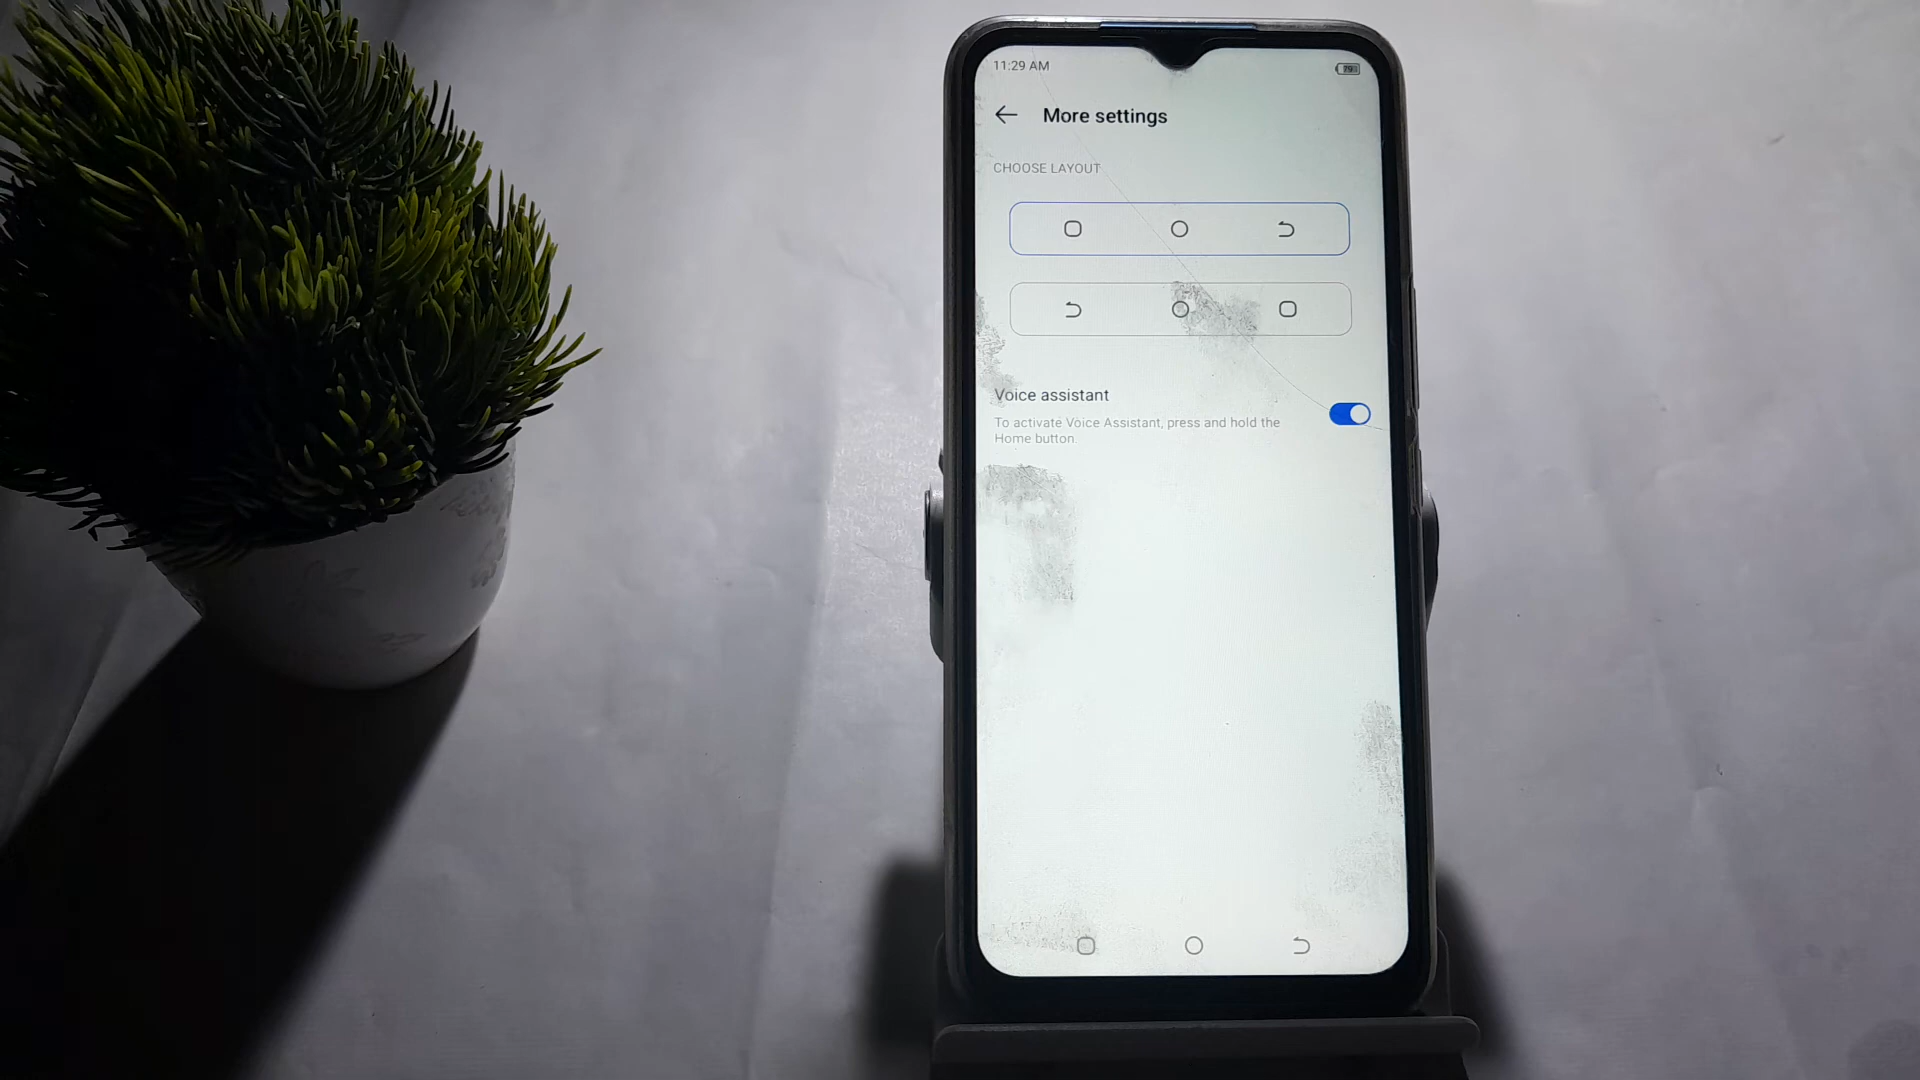 11:29 AM
79
More settings
CHOOSE LAYOUT
Voice assistant
To activate Voice Assistant, press and hold the
Home button.